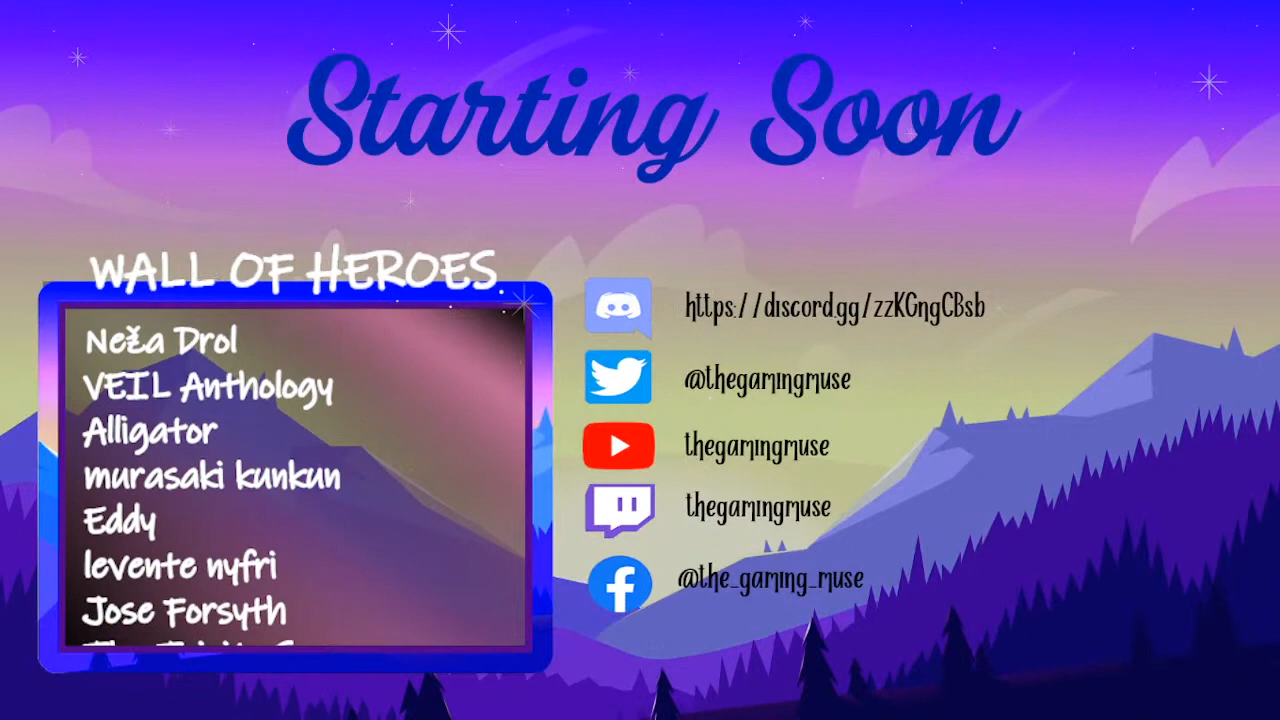 Starting Soon
WALL OF HEROES
Neža Drol
VEIL Anthology
Alligator
murasaki kunkun
Eddy
levente nyfri
Jose Forsyth
https://discord.gg/zzKGngCBsb
@thegamingmuse
thegamingmuse
thegamingmuse
@the_gaming_muse